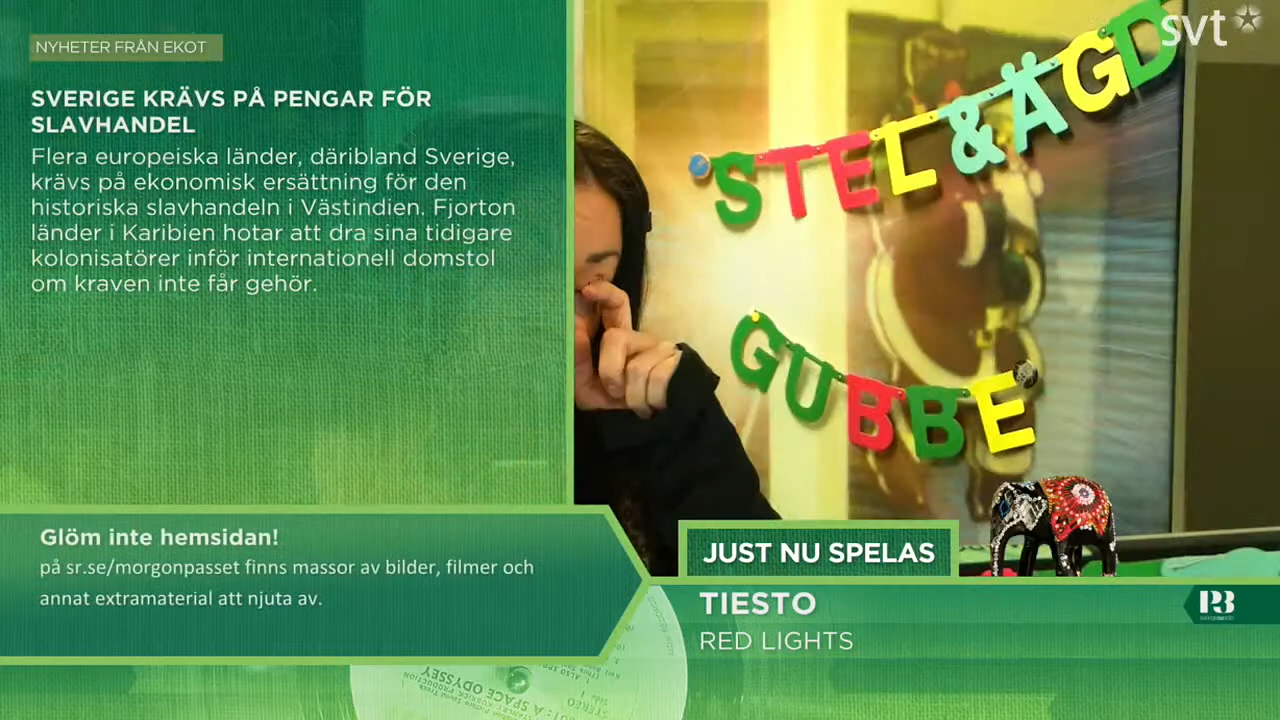 svt
NYHETER FRÅN EKOT
SVERIGE KRÄVS PÅ PENGAR FÖR
SLAVHANDEL
Flera europeiska länder, däribland Sverige,
krävs på ekonomisk ersättning för den
historiska slavhandeln i Västindien. Fjorton
länder i Karibien hotar att dra sina tidigare
kolonisatörer inför internationell domstol
om kraven inte får gehör.
STEL&ÄGD
GUBBE
Glöm inte hemsidan!
på sr.se/morgonpasset finns massor av bilder, filmer och
annat extramaterial att njuta av.
JUST NU SPELAS
TIESTO
RED LIGHTS
P3
: A SPACE ODYSSEY
STEREO